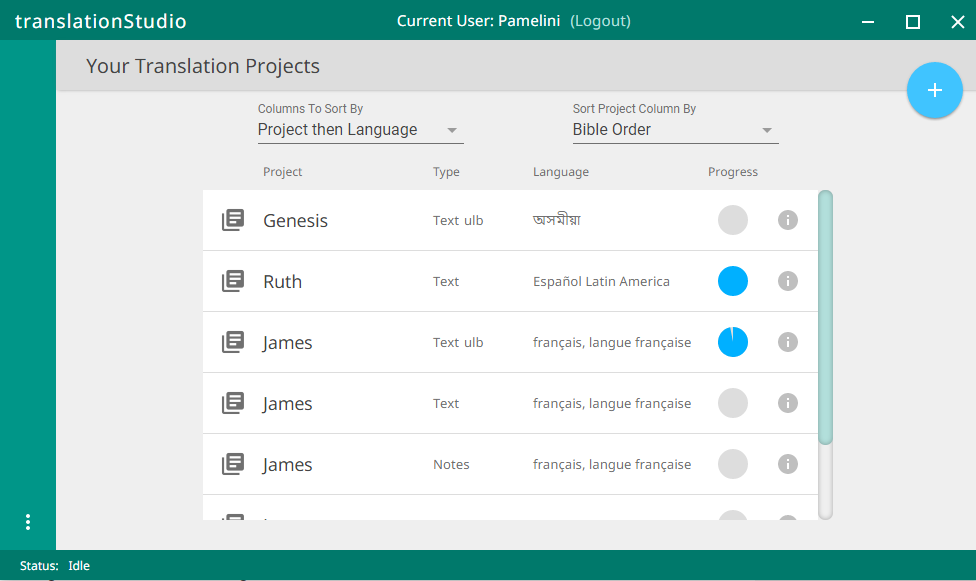 translationStudio Current User: Pamelini (Logout)
Your Translation Projects
Columns To Sort By Sort Project Column By
Project then Language Bible Order
Project Type Language Progress
Genesis Text ulb অসমীয়া
Ruth Text Español Latin America
James Text ulb français, langue française
James Text français, langue française
James Notes français, langue française
Status: Idle